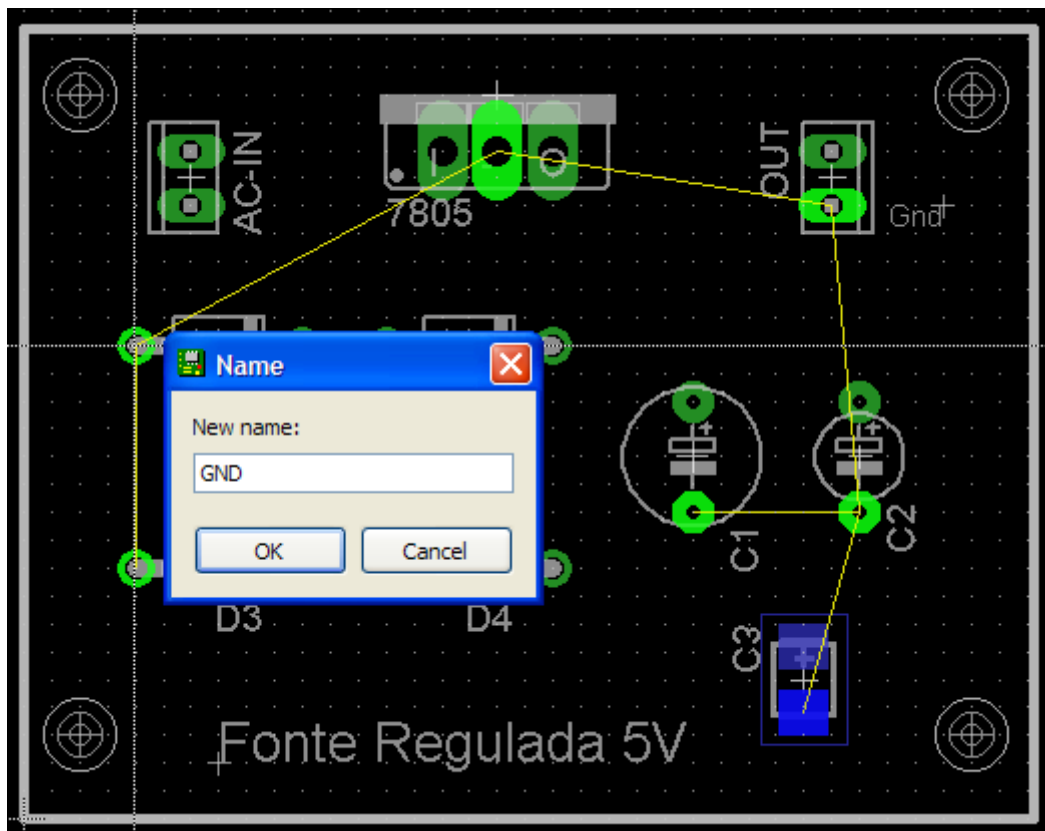 AC-IN
I
O
7805
OUT
Gnd
Name
New name:
GND
OK
Cancel
C1
C2
D3
D4
C3
Fonte Regulada 5V